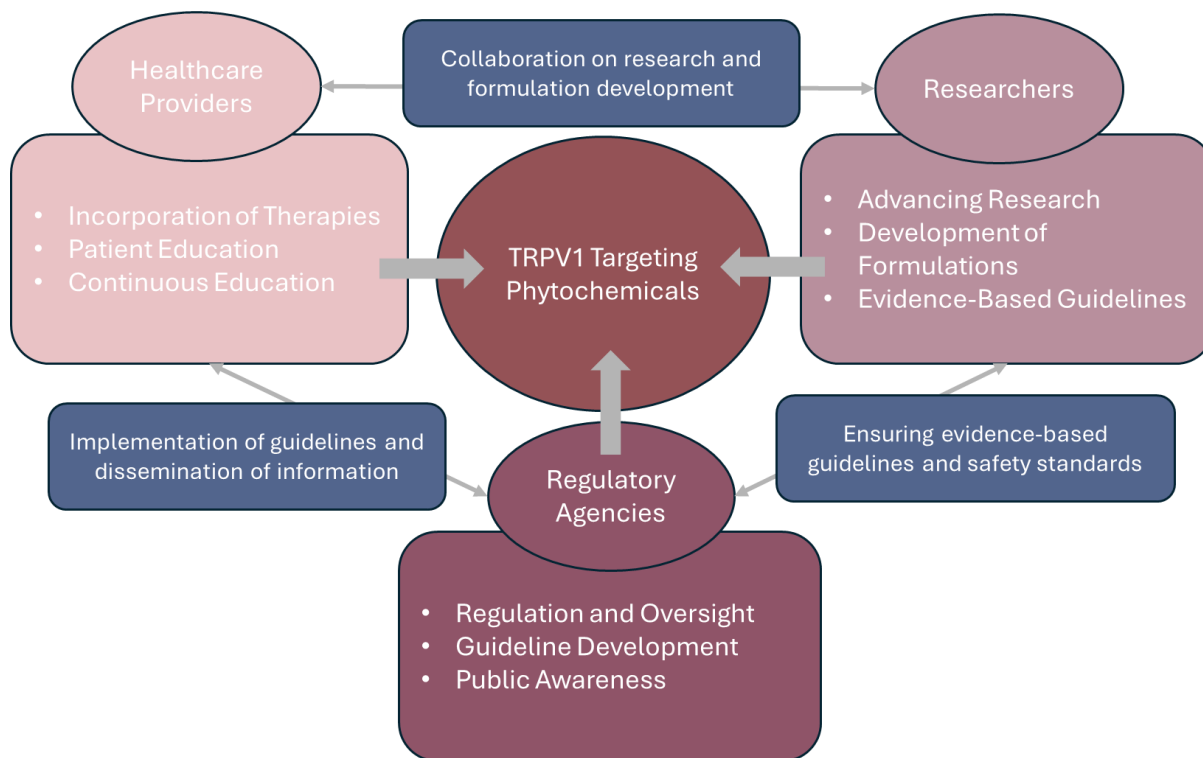 Healthcare
Providers
Collaboration on research and
formulation development
Researchers
• Incorporation of Therapies
• Patient Education
• Continuous Education
TRPV1 Targeting
Phytochemicals
• Advancing Research
• Development of
Formulations
• Evidence-Based Guidelines
Implementation of guidelines and
dissemination of information
Ensuring evidence-based
guidelines and safety standards
Regulatory
Agencies
• Regulation and Oversight
• Guideline Development
• Public Awareness